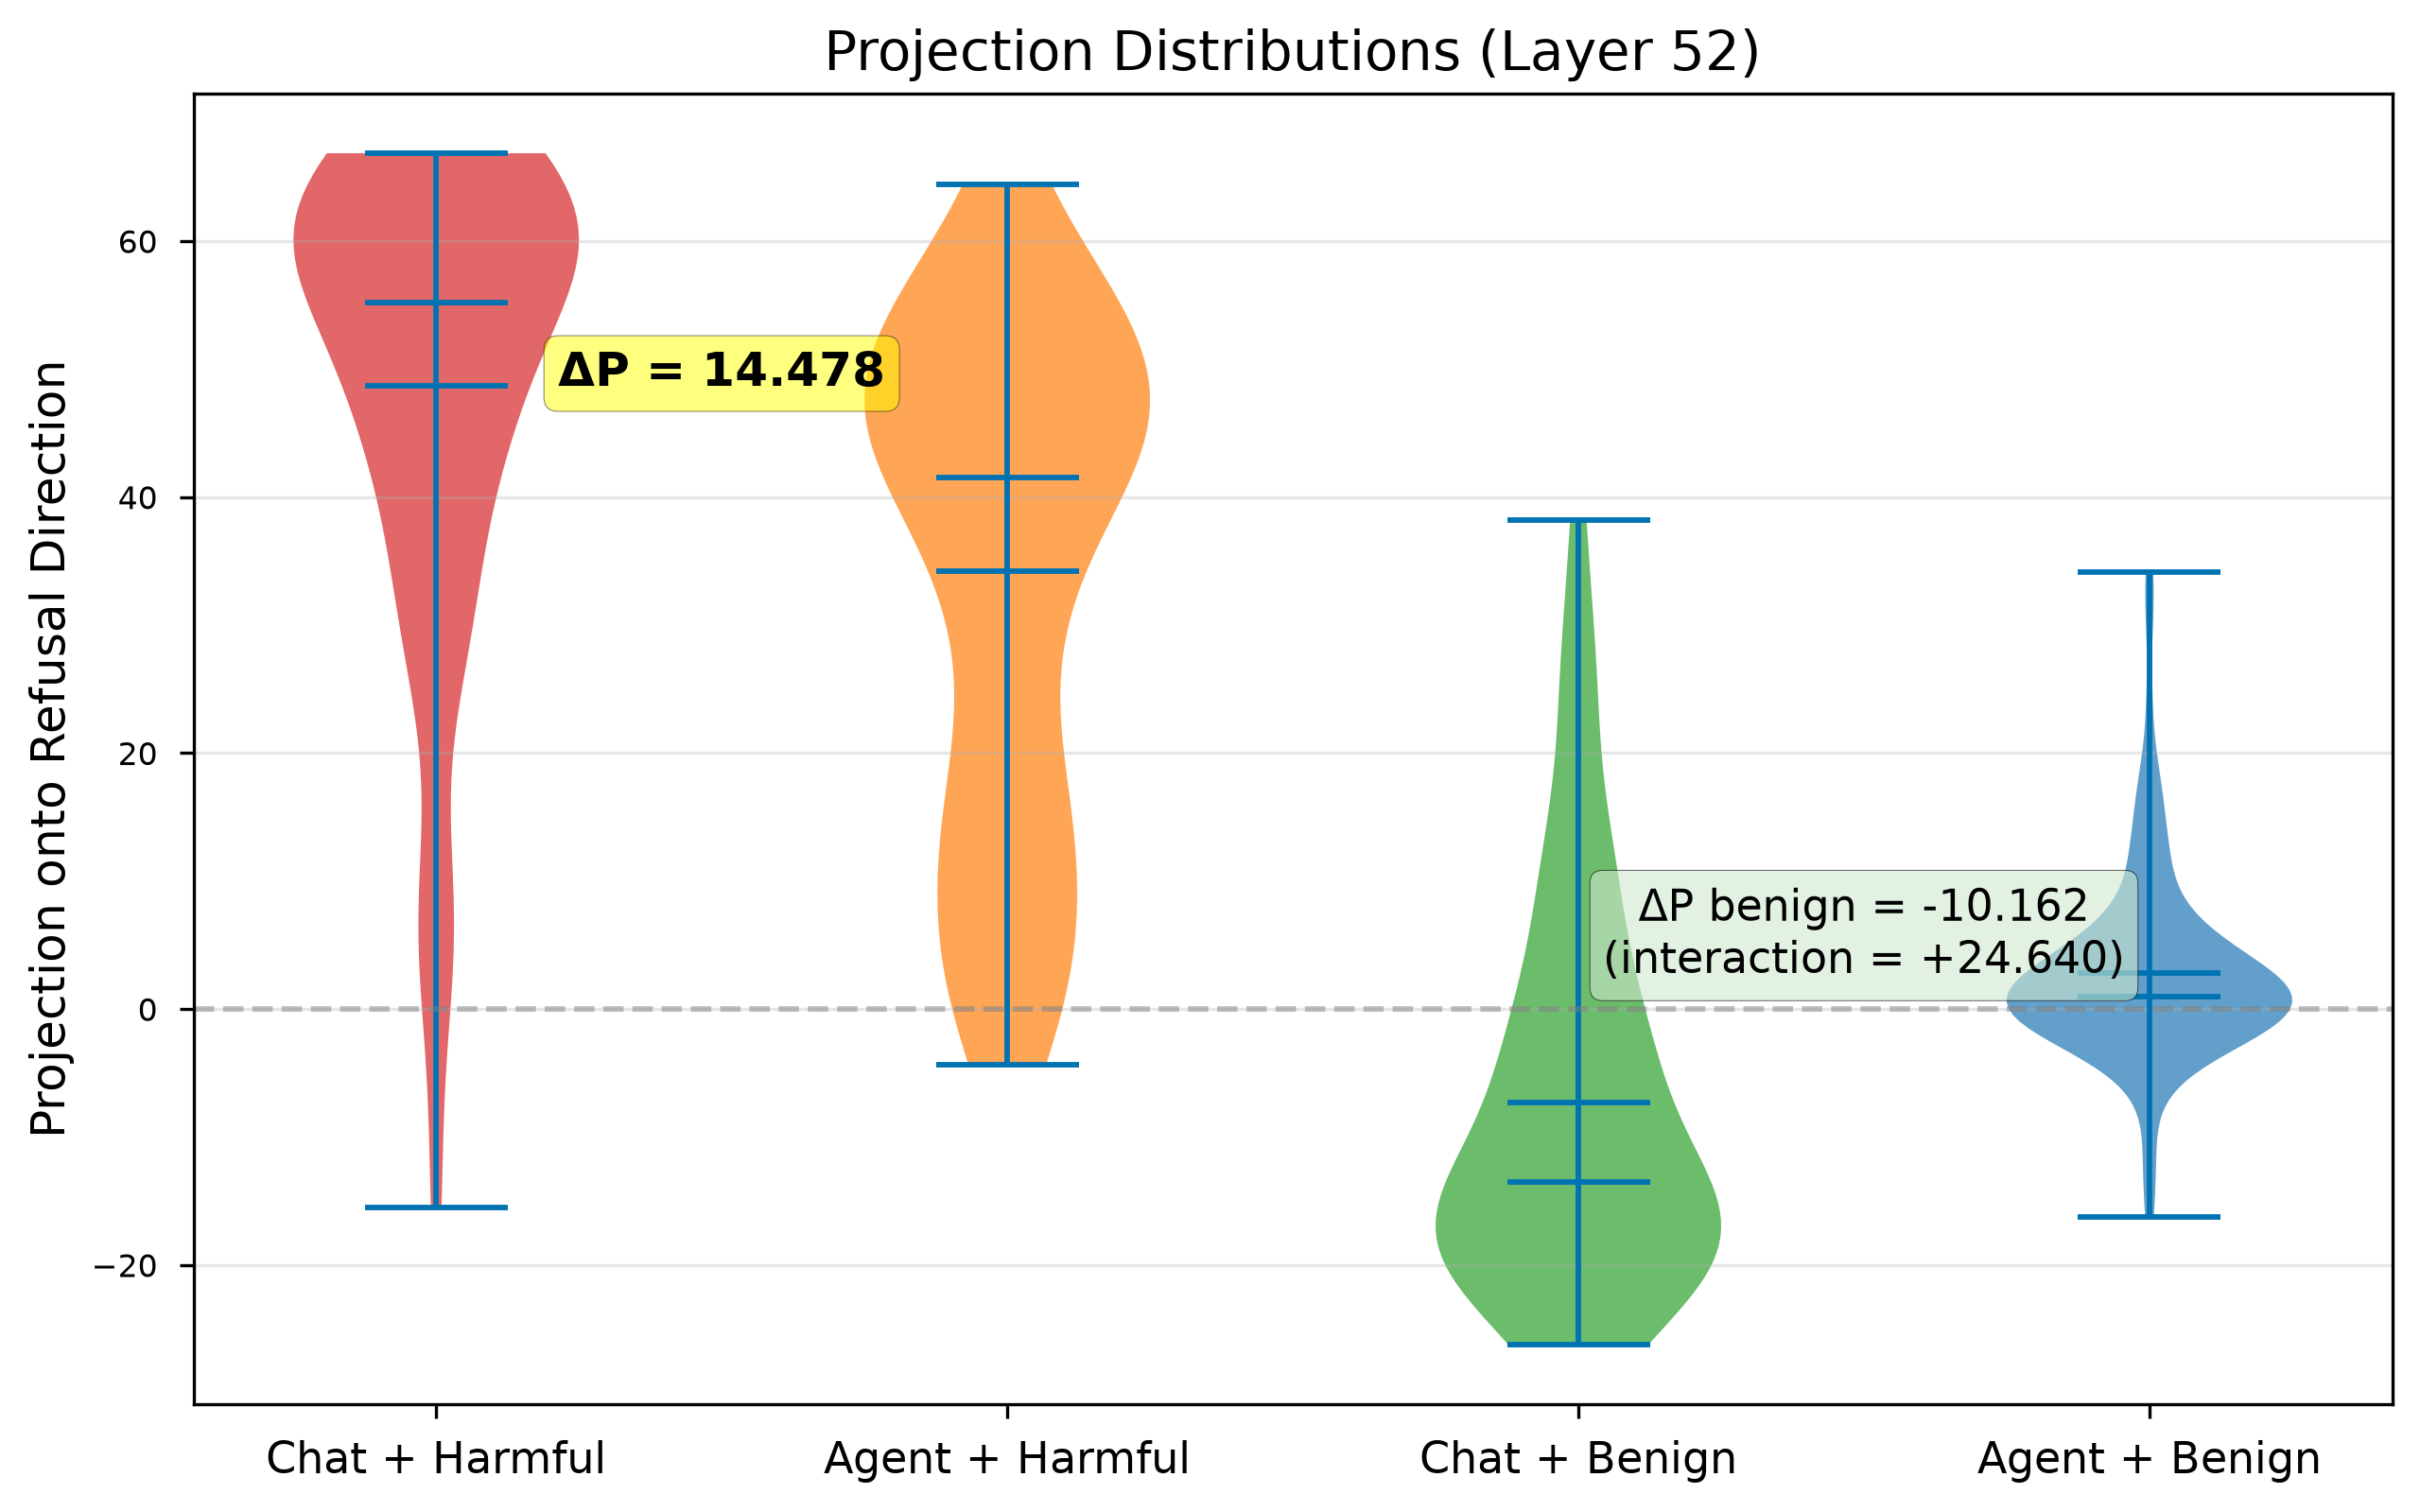 Projection Distributions (Layer 52)
Projection onto Refusal Direction
60
40
20
0
−20
ΔP = 14.478
ΔP benign = -10.162
(interaction = +24.640)
Chat + Harmful
Agent + Harmful
Chat + Benign
Agent + Benign